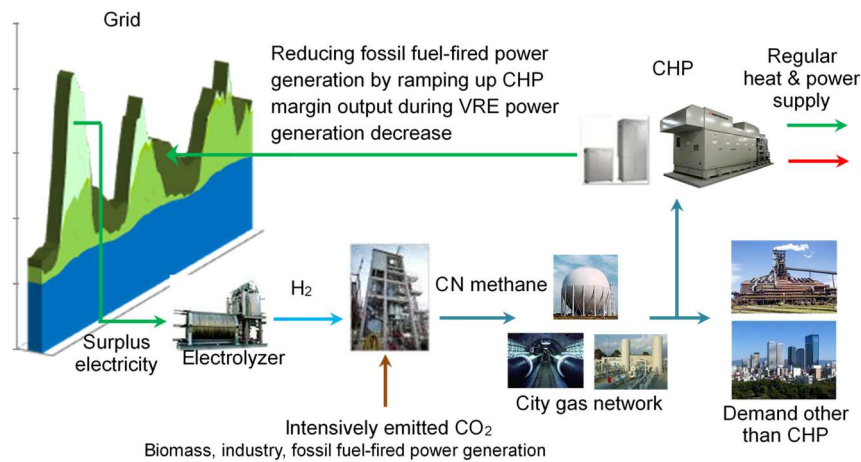 Grid
Reducing fossil fuel-fired power
generation by ramping up CHP
margin output during VRE power
generation decrease
CHP
Regular
heat & power
supply
H₂
CN methane
Surplus
electricity
Electrolyzer
City gas network
Demand other
than CHP
Intensively emitted CO₂
Biomass, industry, fossil fuel-fired power generation